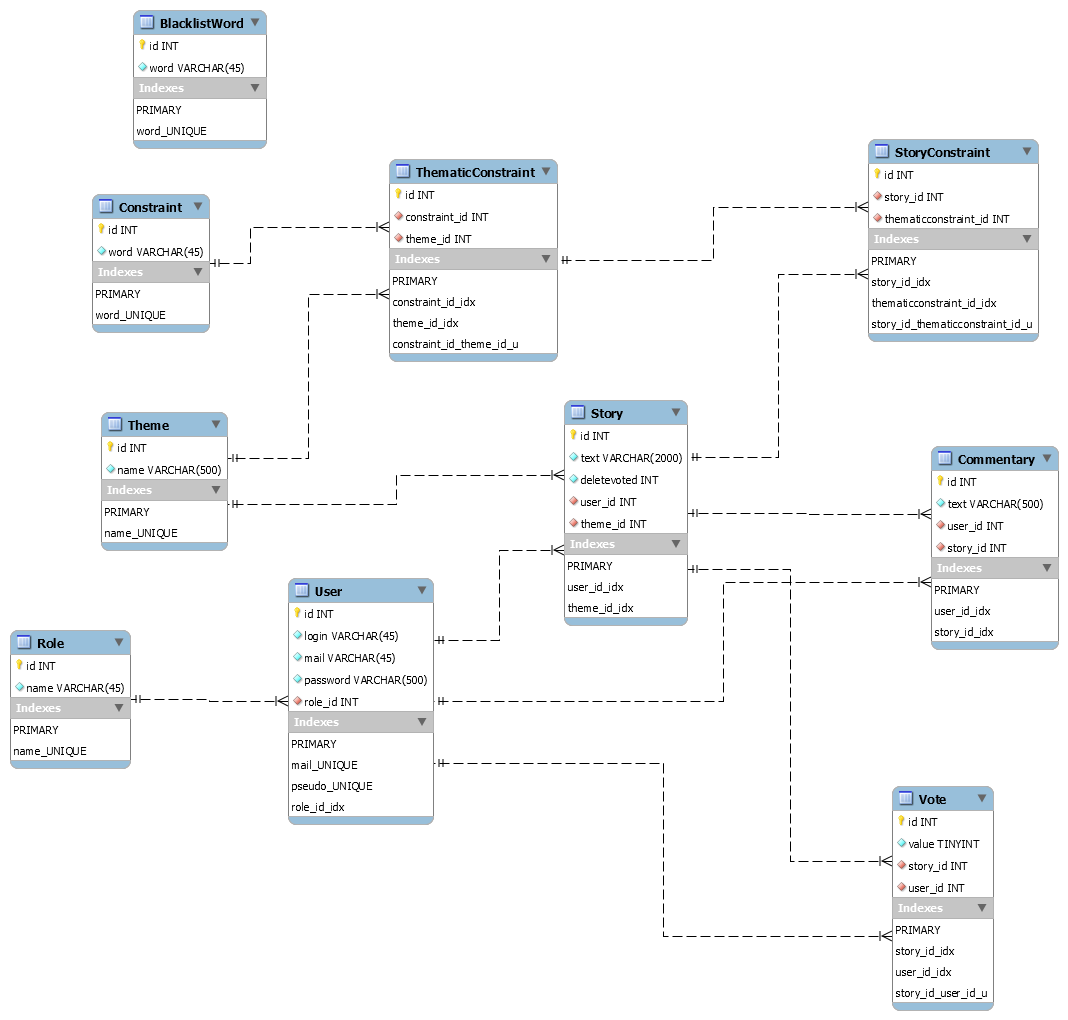 BlacklistWord
id INT
word VARCHAR(45)
Indexes
PRIMARY
word_UNIQUE
Constraint
id INT
word VARCHAR(45)
Indexes
PRIMARY
word_UNIQUE
ThematicConstraint
id INT
constraint_id INT
theme_id INT
Indexes
PRIMARY
constraint_id_idx
theme_id_idx
constraint_id_theme_id_u
StoryConstraint
id INT
story_id INT
thematicconstraint_id INT
Indexes
PRIMARY
story_id_idx
thematicconstraint_id_idx
story_id_thematicconstraint_id_u
Theme
id INT
name VARCHAR(500)
Indexes
PRIMARY
name_UNIQUE
Story
id INT
text VARCHAR(2000)
deletevoted INT
user_id INT
theme_id INT
Indexes
PRIMARY
user_id_idx
theme_id_idx
Commentary
id INT
text VARCHAR(500)
user_id INT
story_id INT
Indexes
PRIMARY
user_id_idx
story_id_idx
Role
id INT
name VARCHAR(45)
Indexes
PRIMARY
name_UNIQUE
User
id INT
login VARCHAR(45)
mail VARCHAR(45)
password VARCHAR(500)
role_id INT
Indexes
PRIMARY
mail_UNIQUE
pseudo_UNIQUE
role_id_idx
Vote
id INT
value TINYINT
story_id INT
user_id INT
Indexes
PRIMARY
story_id_idx
user_id_idx
story_id_user_id_u